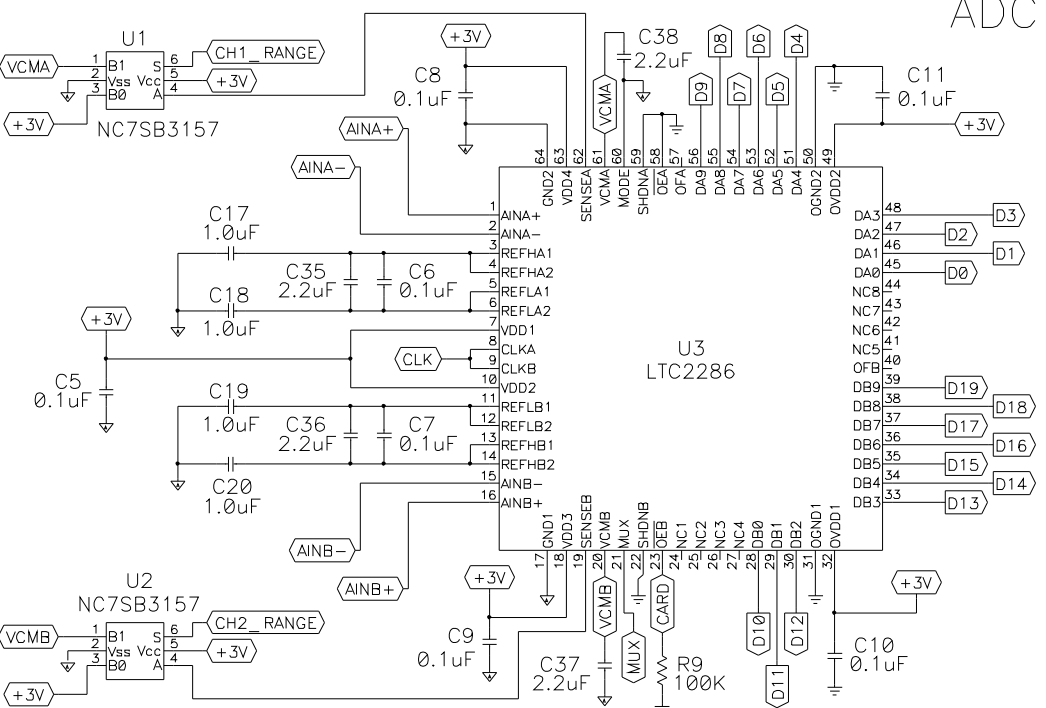 ADC
U1
VCMA
1 B1 S 6 CH1_RANGE
2 Vss Vcc 5 +3V
3 B0 A 4
+3V
NC7SB3157
+3V
C8
0.1uF
C38
2.2uF
VCMA
D8
D6
D4
D9
D7
D5
C11
0.1uF
+3V
AINA+
AINA-
64 GND2
63 VDD4
62 SENSEA
61 VCMA
60 MODE
59 SHDNA
58 OEA
57 OFA
56 DA9
55 DA8
54 DA7
53 DA6
52 DA5
51 DA4
50 OGND2
49 OVDD2
C17
1.0uF
C18
1.0uF
C35
2.2uF
C6
0.1uF
+3V
C5
0.1uF
CLK
C19
1.0uF
C36
2.2uF
C7
0.1uF
C20
1.0uF
1 AINA+
2 AINA-
3 REFHA1
4 REFHA2
5 REFLA1
6 REFLA2
7 VDD1
8 CLKA
9 CLKB
10 VDD2
11 REFLB1
12 REFLB2
13 REFHB1
14 REFHB2
15 AINB-
16 AINB+
U3
LTC2286
DA3 48 D3
DA2 47 D2
DA1 46 D1
DA0 45 D0
NC8 44
NC7 43
NC6 42
NC5 41
OFB 40
DB9 39 D19
DB8 38 D18
DB7 37 D17
DB6 36 D16
DB5 35 D15
DB4 34 D14
DB3 33 D13
AINB-
AINB+
17 GND1
18 VDD3
19 SENSEB
20 VCMB
21 MUX
22 SHDNB
23 OEB
24 NC1
25 NC2
26 NC3
27 NC4
28 DB0
29 DB1
30 DB2
31 OGND1
32 OVDD1
U2
NC7SB3157
VCMB
1 B1 S 6 CH2_RANGE
2 Vss Vcc 5 +3V
3 B0 A 4
+3V
+3V
C9
0.1uF
VCMB
C37
2.2uF
MUX
CARD
R9
100K
D10
D11
D12
+3V
C10
0.1uF